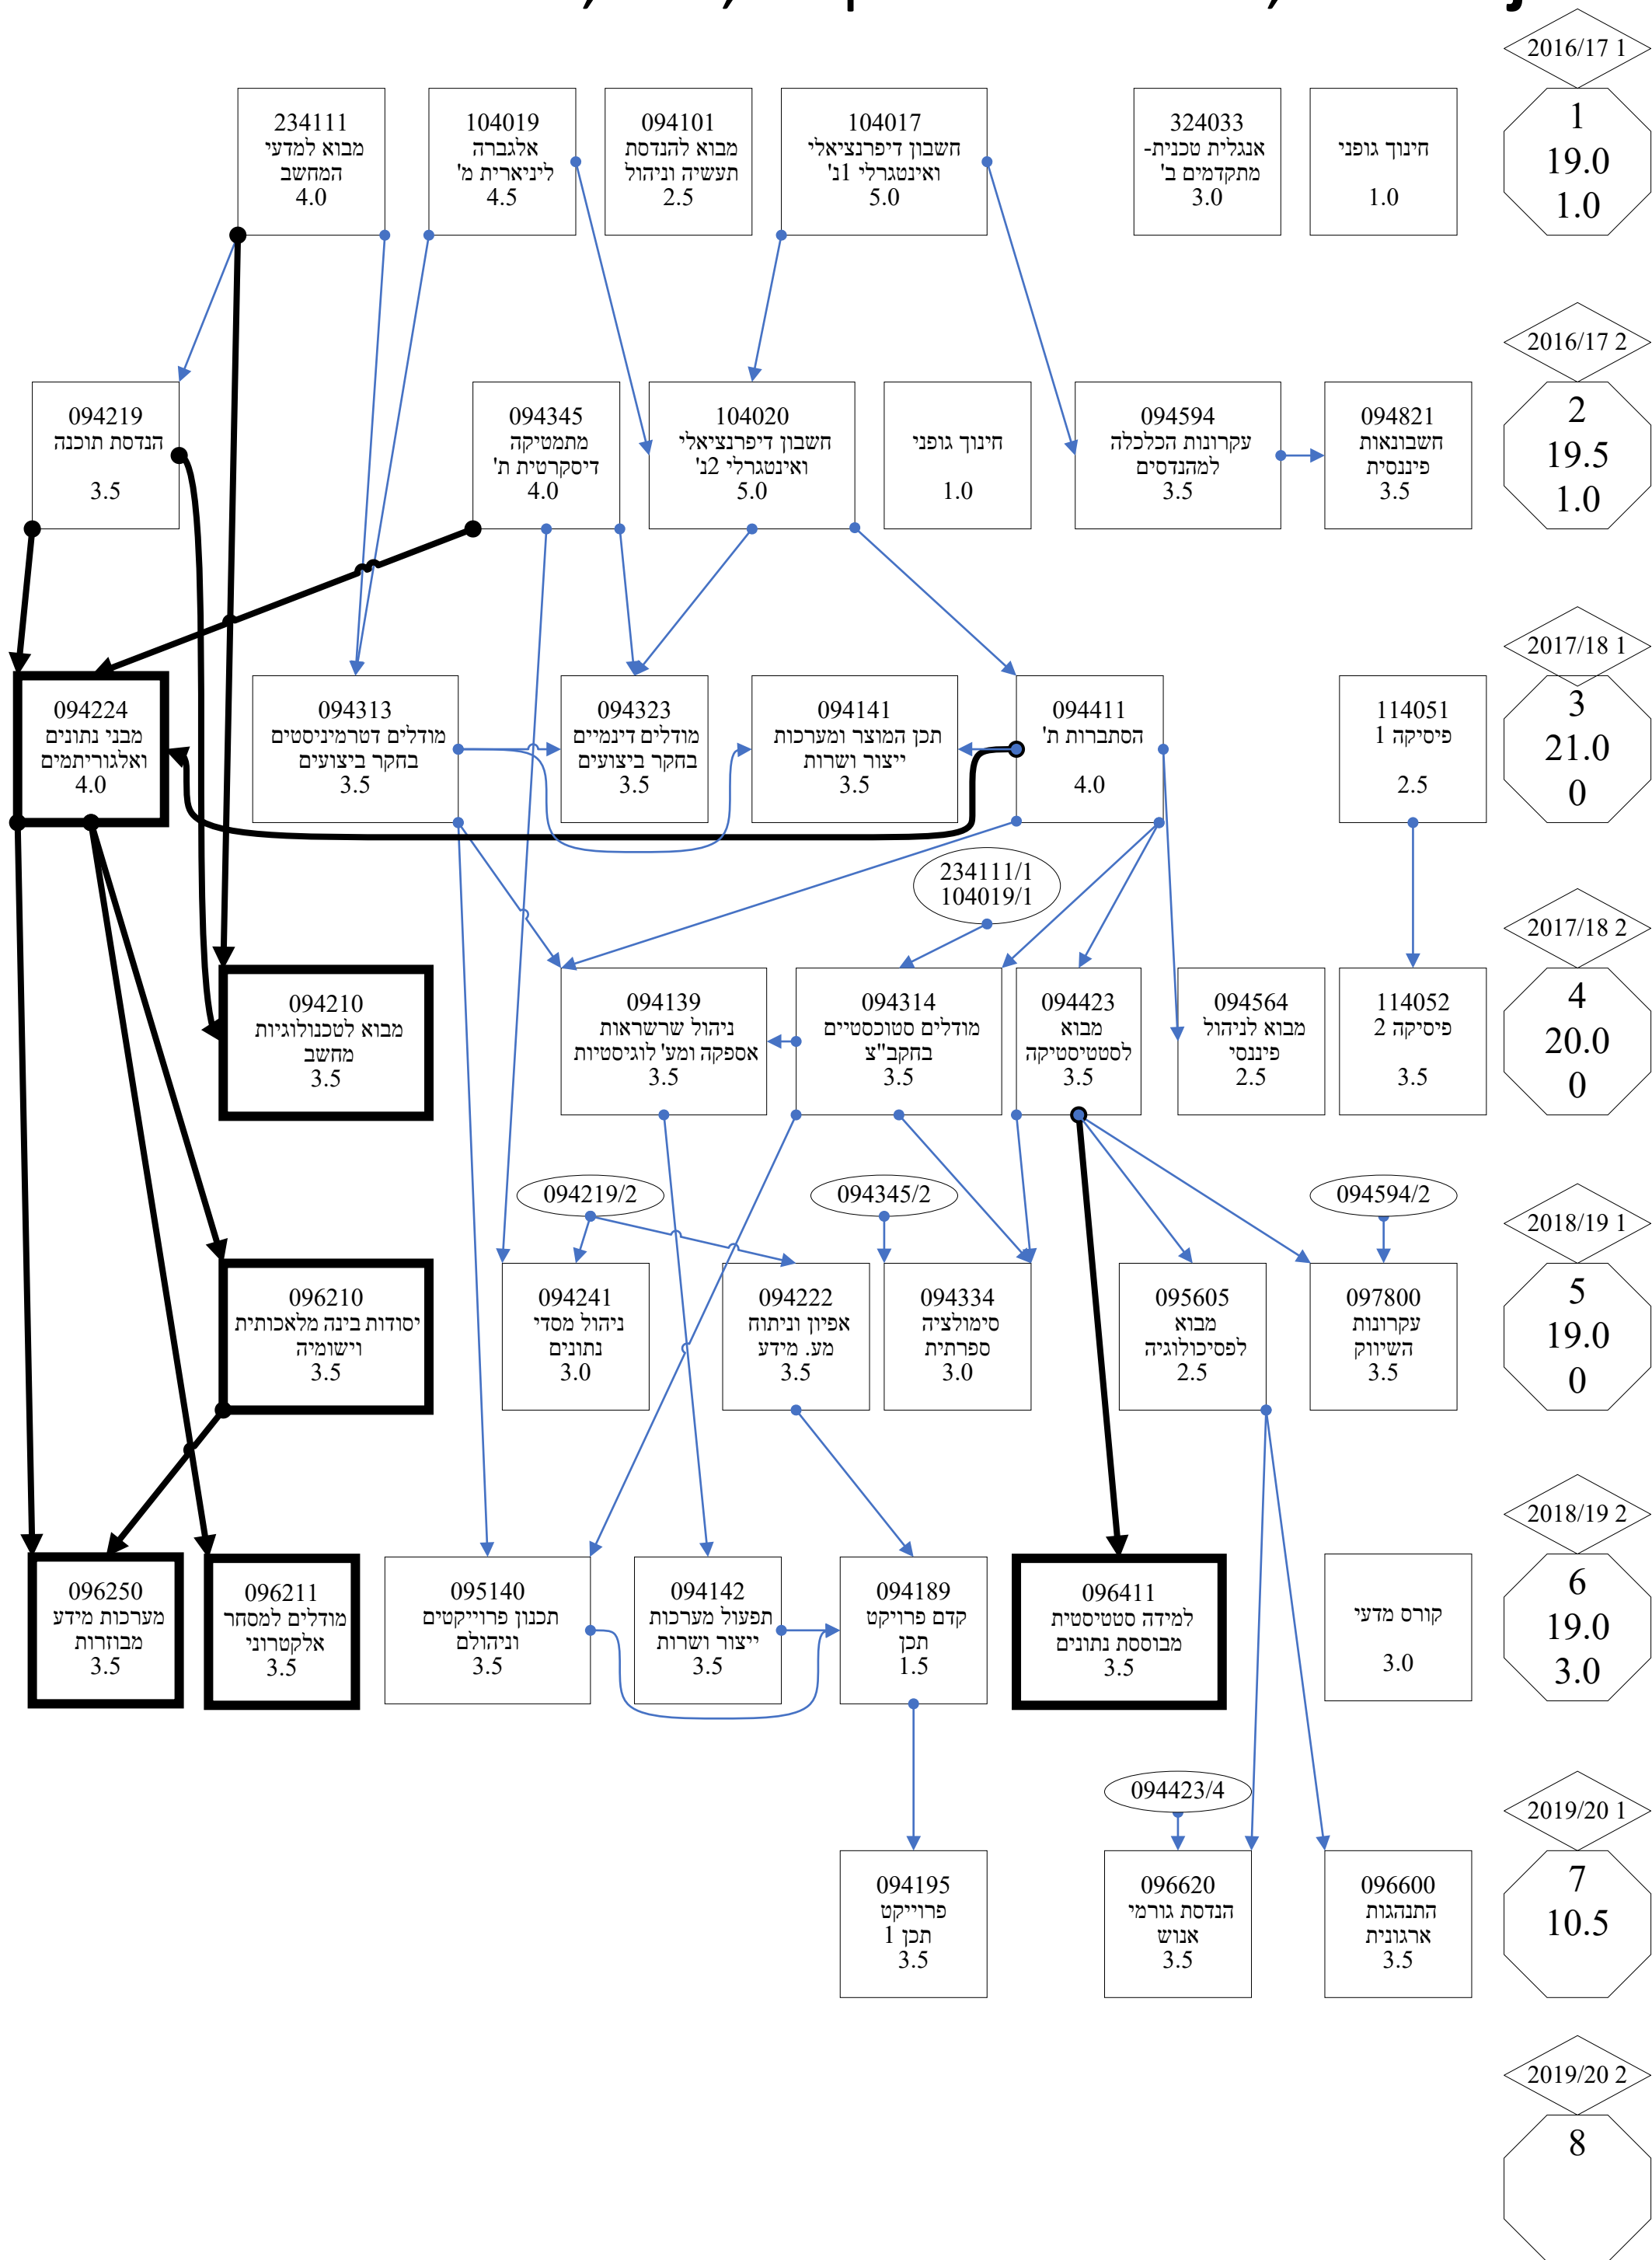 2016/17 1
1
19.0
1.0
חינוך גופני
1.0
324033
אנגלית טכנית-
מתקדמים ב'
3.0
104017
חשבון דיפרנציאלי
ואינטגרלי 1נ'
5.0
094101
מבוא להנדסת
תעשיה וניהול
2.5
104019
אלגברה
ליניארית מ'
4.5
234111
מבוא למדעי
המחשב
4.0
2016/17 2
2
19.5
1.0
094821
חשבונאות
פיננסית
3.5
094594
עקרונות הכלכלה
למהנדסים
3.5
חינוך גופני
1.0
104020
חשבון דיפרנציאלי
ואינטגרלי 2נ'
5.0
094345
מתמטיקה
דיסקרטית ת'
4.0
094219
הנדסת תוכנה
3.5
2017/18 1
3
21.0
0
114051
פיסיקה 1
2.5
094411
הסתברות ת'
4.0
094141
תכן המוצר ומערכות
ייצור ושרות
3.5
094323
מודלים דינמיים
בחקר ביצועים
3.5
094313
מודלים דטרמיניסטים
בחקר ביצועים
3.5
094224
מבני נתונים
ואלגוריתמים
4.0
234111/1
104019/1
2017/18 2
4
20.0
0
114052
פיסיקה 2
3.5
094564
מבוא לניהול
פיננסי
2.5
094423
מבוא
לסטטיסטיקה
3.5
094314
מודלים סטוכסטיים
בחקב"צ
3.5
094139
ניהול שרשראות
אספקה ומע' לוגיסטיות
3.5
094210
מבוא לטכנולוגיות
מחשב
3.5
094594/2
094345/2
094219/2
2018/19 1
5
19.0
0
097800
עקרונות
השיווק
3.5
095605
מבוא
לפסיכולוגיה
2.5
094334
סימולציה
ספרתית
3.0
094222
אפיון וניתוח
מע. מידע
3.5
094241
ניהול מסדי
נתונים
3.0
096210
יסודות בינה מלאכותית
וישומיה
3.5
2018/19 2
6
19.0
3.0
קורס מדעי
3.0
096411
למידה סטטיסטית
מבוססת נתונים
3.5
094189
קדם פרויקט
תכן
1.5
094142
תפעול מערכות
ייצור ושרות
3.5
095140
תכנון פרוייקטים
וניהולם
3.5
096211
מודלים למסחר
אלקטרוני
3.5
096250
מערכות מידע
מבוזרות
3.5
094423/4
2019/20 1
7
10.5
096600
התנהגות
ארגונית
3.5
096620
הנדסת גורמי
אנוש
3.5
094195
פרוייקט
תכן 1
3.5
2019/20 2
8